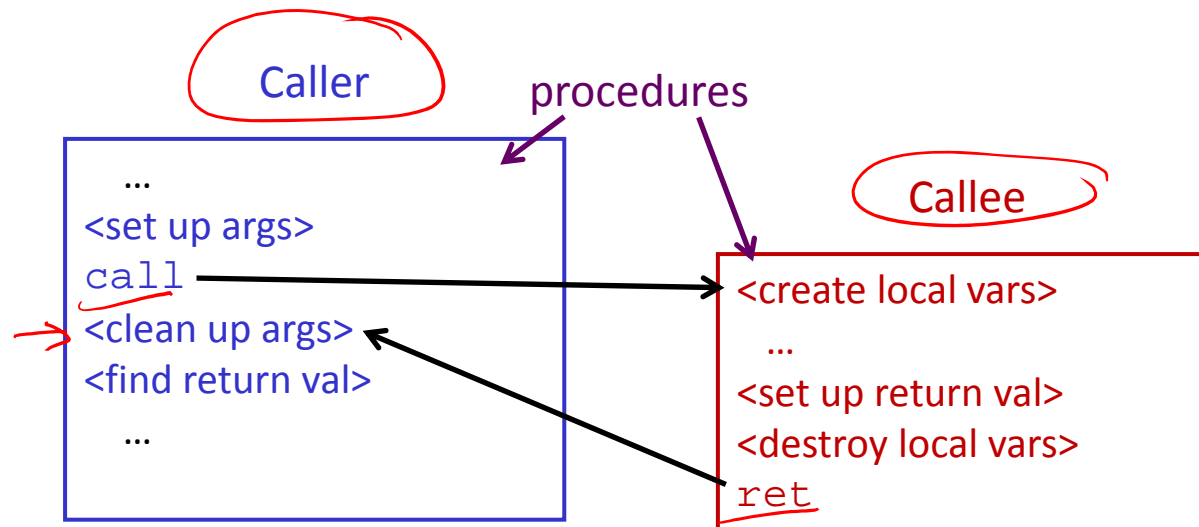 Caller
procedures
...
<set up args>
call
<clean up args>
<find return val>
...
Callee
<create local vars>
...
<set up return val>
<destroy local vars>
ret